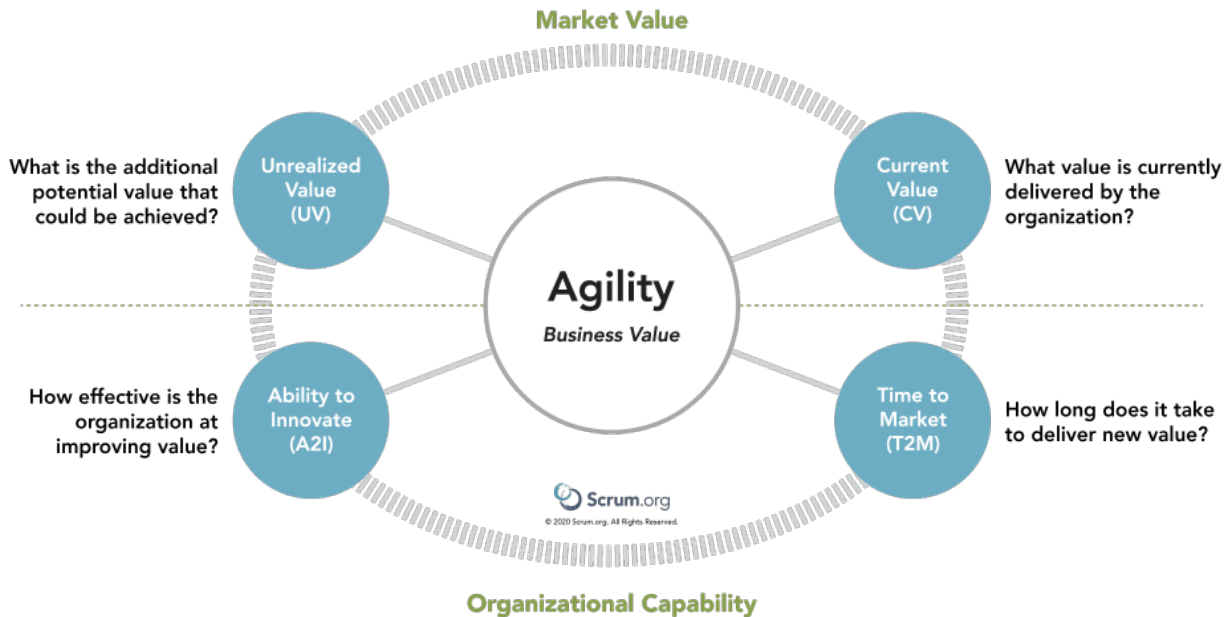 Market Value
What is the additional
potential value that
could be achieved?
Unrealized
Value
(UV)
Current
Value
(CV)
What value is currently
delivered by the
organization?
Agility
Business Value
How effective is the
organization at
improving value?
Ability to
Innovate
(A2I)
Time to
Market
(T2M)
How long does it take
to deliver new value?
Scrum.org
© 2020 Scrum.org. All Rights Reserved.
Organizational Capability